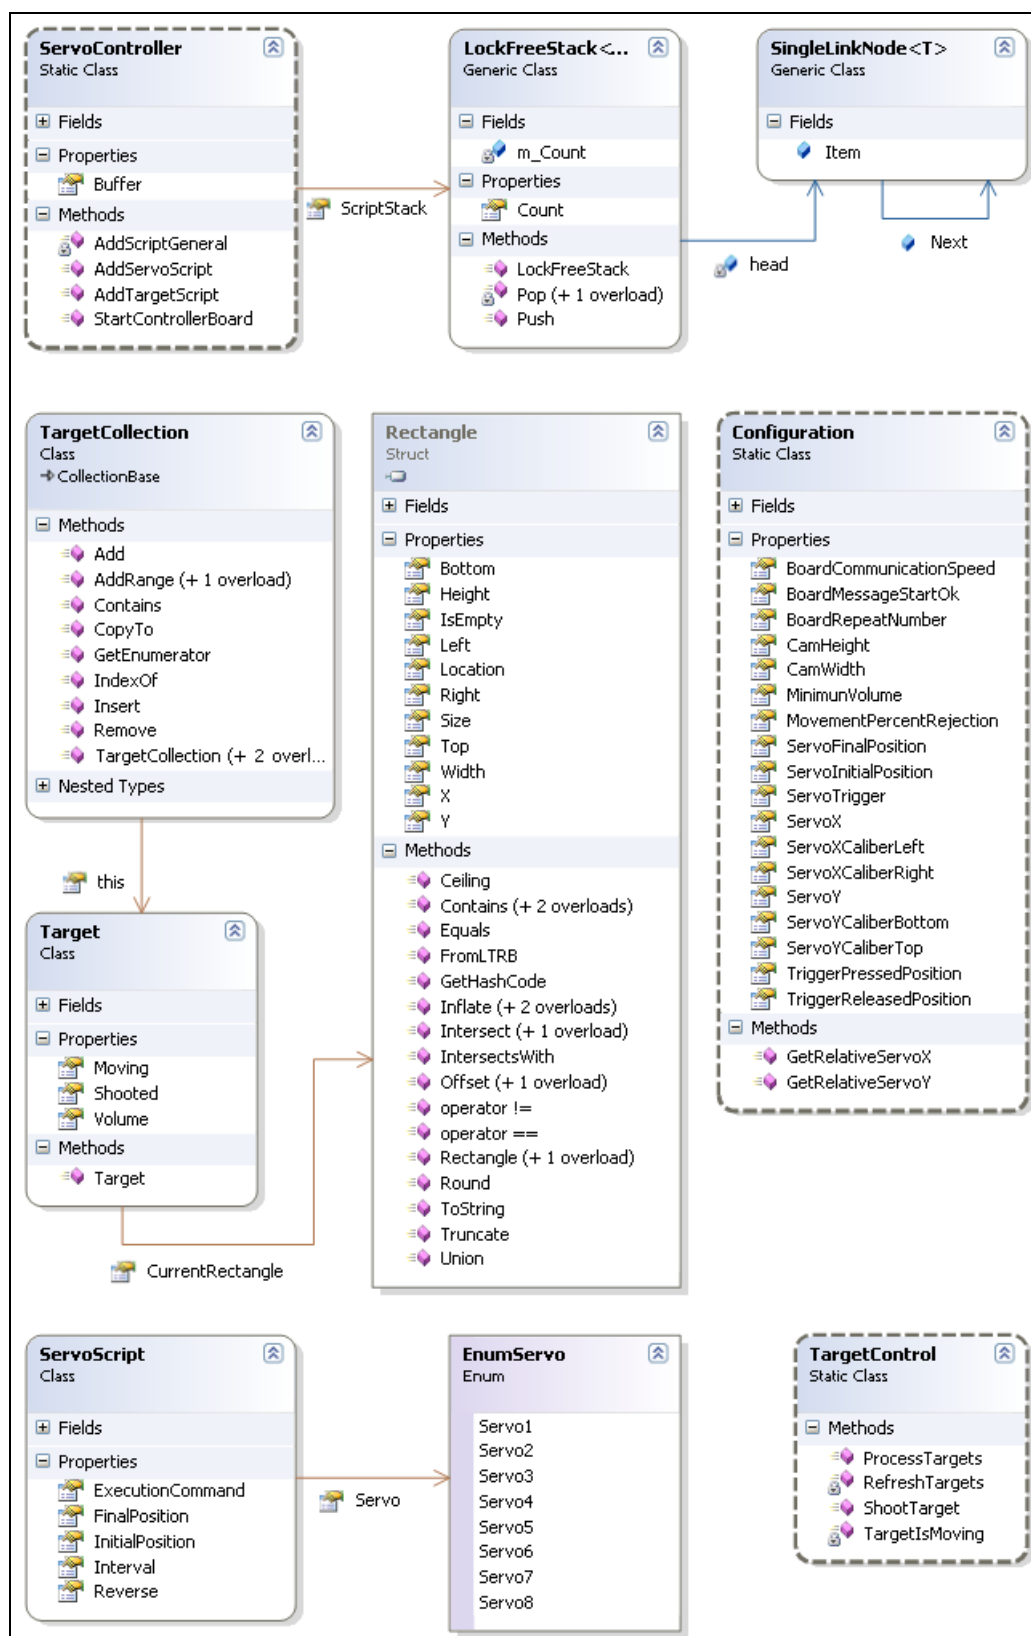 ServoController
Static Class
Fields
Properties
Buffer
Methods
AddScriptGeneral
AddServoScript
AddTargetScript
StartControllerBoard
ScriptStack
LockFreeStack<...
Generic Class
Fields
m_Count
Properties
Count
Methods
LockFreeStack
Pop (+ 1 overload)
Push
head
SingleLinkNode<T>
Generic Class
Fields
Item
Next
TargetCollection
Class
CollectionBase
Methods
Add
AddRange (+ 1 overload)
Contains
CopyTo
GetEnumerator
IndexOf
Insert
Remove
TargetCollection (+ 2 overl...
Nested Types
this
Target
Class
Fields
Properties
Moving
Shooted
Volume
Methods
Target
CurrentRectangle
Rectangle
Struct
Fields
Properties
Bottom
Height
IsEmpty
Left
Location
Right
Size
Top
Width
X
Y
Methods
Ceiling
Contains (+ 2 overloads)
Equals
FromLTRB
GetHashCode
Inflate (+ 2 overloads)
Intersect (+ 1 overload)
IntersectsWith
Offset (+ 1 overload)
operator !=
operator ==
Rectangle (+ 1 overload)
Round
ToString
Truncate
Union
Configuration
Static Class
Fields
Properties
BoardCommunicationSpeed
BoardMessageStartOk
BoardRepeatNumber
CamHeight
CamWidth
MinimunVolume
MovementPercentRejection
ServoFinalPosition
ServoInitialPosition
ServoTrigger
ServoX
ServoXCaliberLeft
ServoXCaliberRight
ServoY
ServoYCaliberBottom
ServoYCaliberTop
TriggerPressedPosition
TriggerReleasedPosition
Methods
GetRelativeServoX
GetRelativeServoY
ServoScript
Class
Fields
Properties
ExecutionCommand
FinalPosition
InitialPosition
Interval
Reverse
Servo
EnumServo
Enum
Servo1
Servo2
Servo3
Servo4
Servo5
Servo6
Servo7
Servo8
TargetControl
Static Class
Methods
ProcessTargets
RefreshTargets
ShootTarget
TargetIsMoving